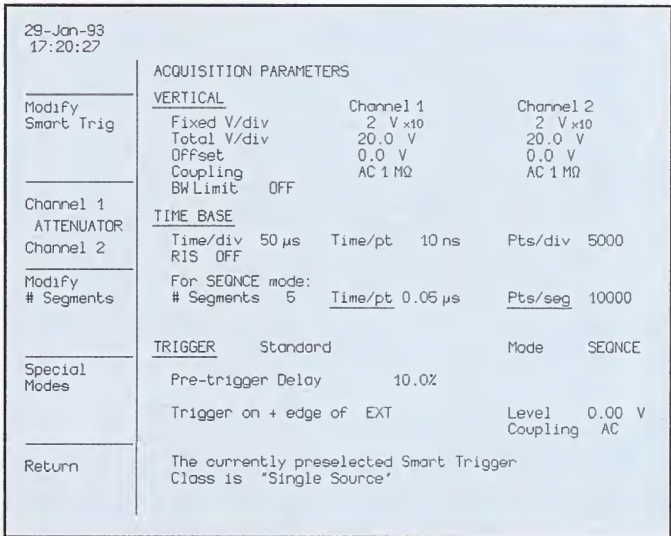 29-Jan-93
17:20:27
ACQUISITION PARAMETERS
Modify
Smart Trig
VERTICAL Channel 1 Channel 2
Fixed V/div 2 V x10 2 V x10
Total V/div 20.0 V 20.0 V
Offset 0.0 V 0.0 V
Coupling AC 1 MΩ AC 1 MΩ
BW Limit OFF
Channel 1
ATTENUATOR
Channel 2
TIME BASE
Time/div 50 µs Time/pt 10 ns Pts/div 5000
RIS OFF
Modify
# Segments
For SEQNCE mode:
# Segments 5 Time/pt 0.05 µs Pts/seg 10000
TRIGGER Standard Mode SEQNCE
Special
Modes
Pre-trigger Delay 10.0%
Trigger on + edge of EXT Level 0.00 V
Coupling AC
Return
The currently preselected Smart Trigger
Class is "Single Source"